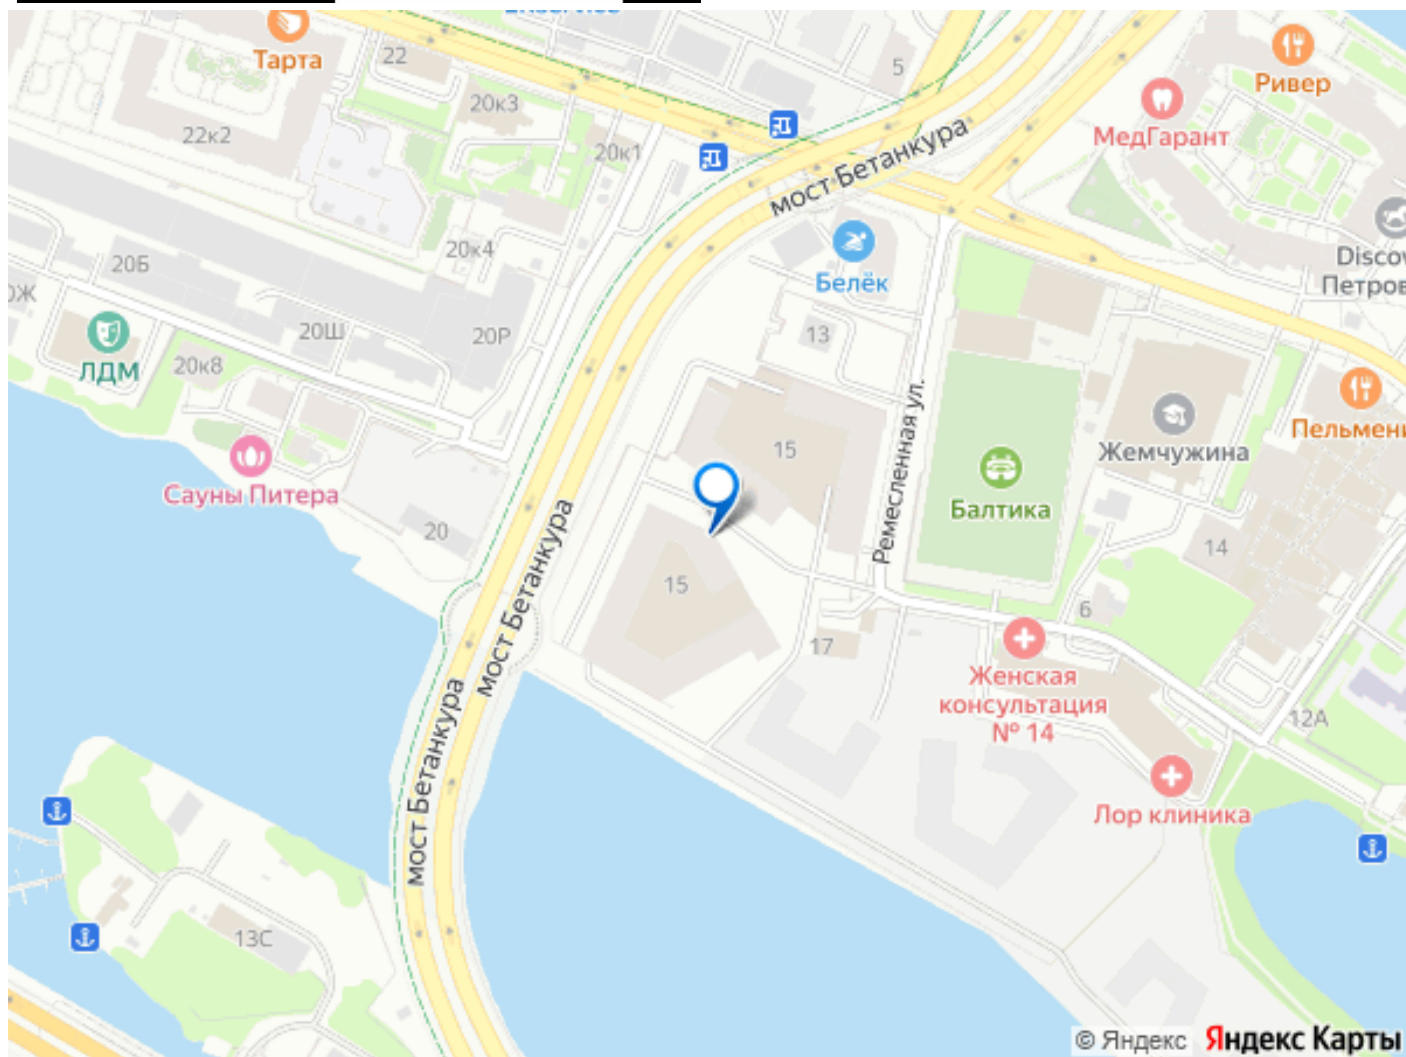 Тарта
22
20к3
22к2
20к1
5
Ривер
МедГарант
мост Бетанкура
20к4
20Б
Белёк
Петров
20Ш
20Р
13
ЛДМ
20к8
Ремесленная ул.
15
Жемчужина
Пельмени
Сауны Питера
Балтика
20
мост Бетанкура
14
15
6
17
Женская
консультация
№ 14
12А
мост Бетанкура
Лор клиника
13С
© Яндекс Яндекс Карты